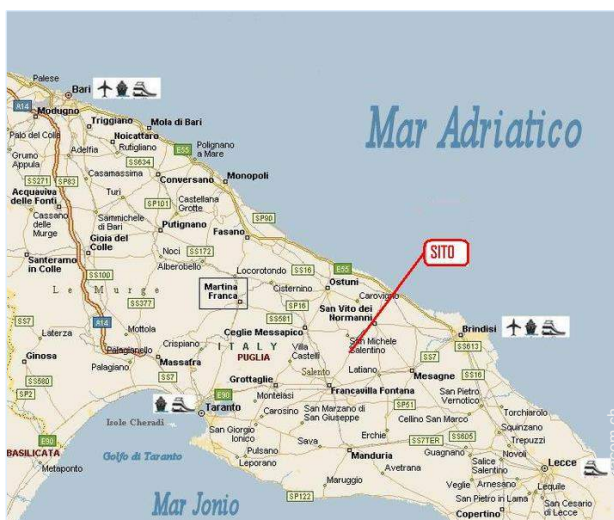 Palese
Bari
A14
Modugno
Triggiano
Mola di Bari
Palo del Colle
Noicattaro
Rutigliano
E55
Polignano
a Mare
Grumo
Appula
Adelfia
SS634
SS271
SP83
Casamassima
Conversano
Monopoli
Mar Adriatico
Acquaviva
delle Fonti
Turi
SP101
Castellana
Grotte
Cassano
delle
Murge
Sammichele
di Bari
Putignano
SP90
Gioia del
Colle
Fasano
Santeramo
in Colle
Noci
SS172
Alberobello
SITO
SS100
Locorotondo
SS16
E55
Le Murge
Martina
Franca
Cisternino
Ostuni
Carovigno
SS377
SP16
SS7
A14
SS581
San Vito dei
Normanni
Laterza
Mottola
Crispiano
Ceglie Messapico
Brindisi
Palagianello
ITALY
PUGLIA
Villa
Castelli
San Michele
Salentino
SS613
Ginosa
Palagiano
Massafra
SS7
Latiano
SS7
Mesagne
SS16
SS580
SP2
Grottaglie
Salento
Francavilla Fontana
San Pietro
Vernotico
E90
Taranto
Montelasi
Carosino
San Marzano di
San Giuseppe
SP51
Cellino San Marco
Torchiarolo
Isole Cheradi
San Giorgio
Ionico
Sava
Erchie
SS7TER
SS605
Squinzano
Trepuzzi
E90
BASILICATA
Golfo di Taranto
Pulsano
Leporano
Manduria
Guagnano
Salice
Salentino
Novoli
Metaponto
Avetrana
Lecce
Maruggio
Veglie
Arnesano
Lequile
Mar Jonio
SP122
San Pietro in Lama
San Cesario
di Lecce
Copertino